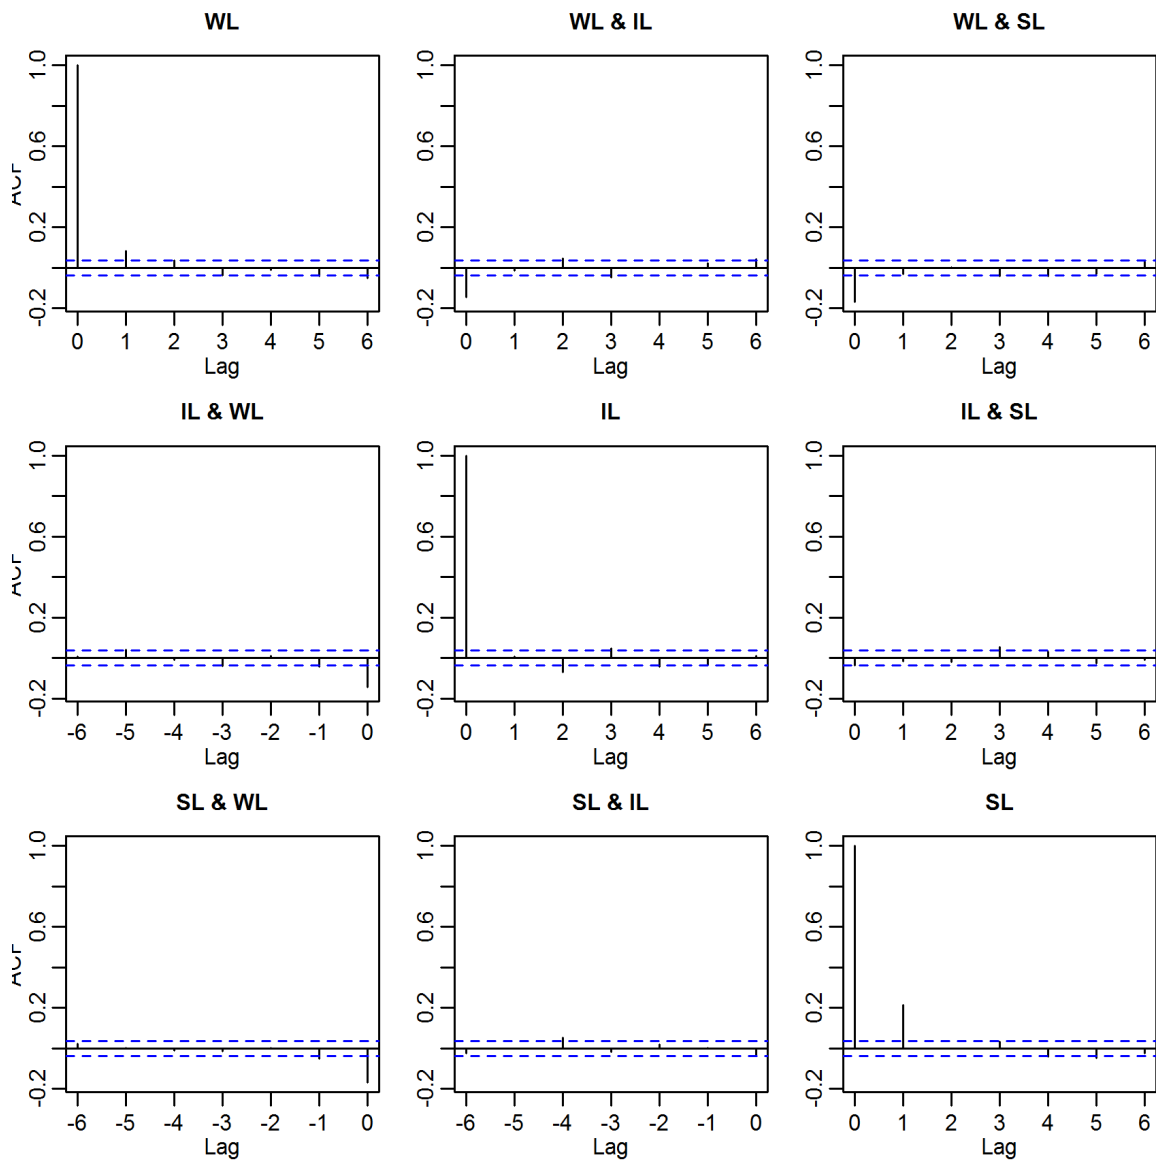 WL WL & IL WL & SL
ACF
-0.2 0.2 0.6 1.0 -0.2 0.2 0.6 1.0 -0.2 0.2 0.6 1.0
0 1 2 3 4 5 6 0 1 2 3 4 5 6 0 1 2 3 4 5 6
Lag Lag Lag
IL & WL IL IL & SL
ACF
-0.2 0.2 0.6 1.0 -0.2 0.2 0.6 1.0 -0.2 0.2 0.6 1.0
-6 -5 -4 -3 -2 -1 0 0 1 2 3 4 5 6 0 1 2 3 4 5 6
Lag Lag Lag
SL & WL SL & IL SL
ACF
-0.2 0.2 0.6 1.0 -0.2 0.2 0.6 1.0 -0.2 0.2 0.6 1.0
-6 -5 -4 -3 -2 -1 0 -6 -5 -4 -3 -2 -1 0 0 1 2 3 4 5 6
Lag Lag Lag